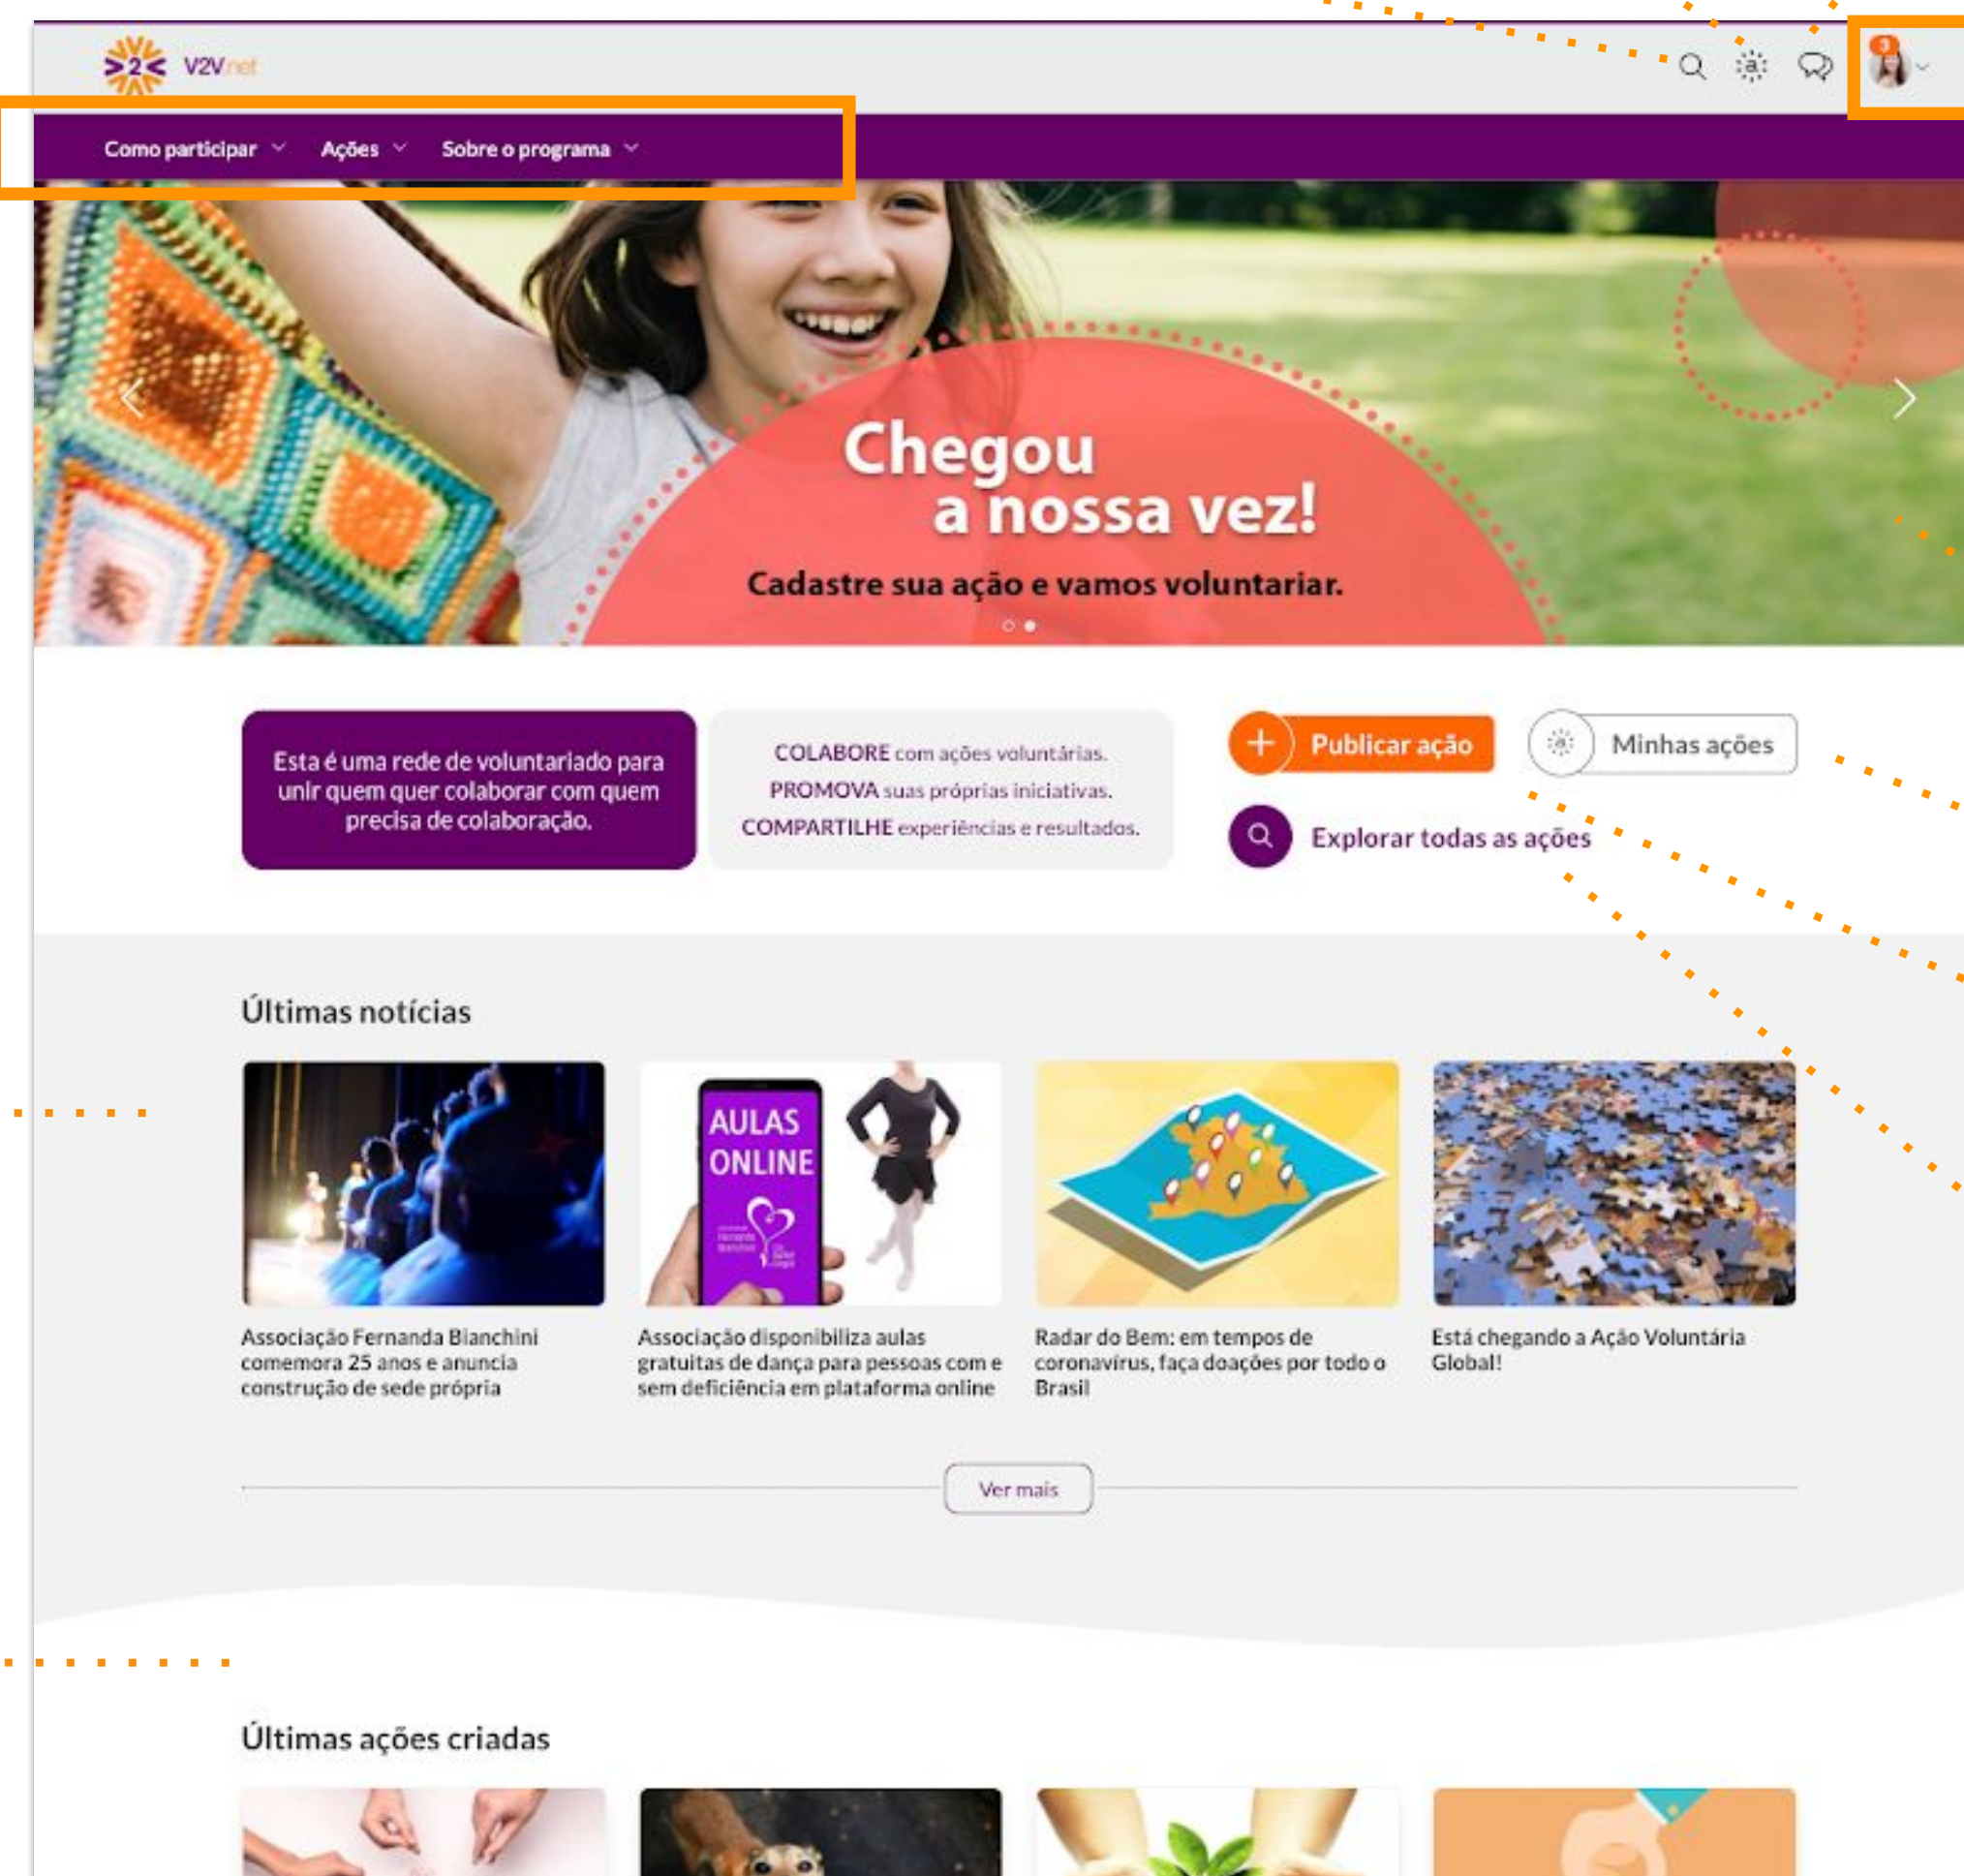 >2< V2V.net
3
Como participar Ações Sobre o programa
Chegou
a nossa vez!
Cadastre sua ação e vamos voluntariar.
Esta é uma rede de voluntariado para
unir quem quer colaborar com quem
precisa de colaboração.
COLABORE com ações voluntárias.
PROMOVA suas próprias iniciativas.
COMPARTILHE experiências e resultados.
+ Publicar ação
a Minhas ações
Explorar todas as ações
Últimas notícias
AULAS
ONLINE
Fernanda
Bianchini
Associação Fernanda Bianchini
comemora 25 anos e anuncia
construção de sede própria
Associação disponibiliza aulas
gratuitas de dança para pessoas com e
sem deficiência em plataforma online
Radar do Bem: em tempos de
coronavírus, faça doações por todo o
Brasil
Está chegando a Ação Voluntária
Global!
Ver mais
Últimas ações criadas